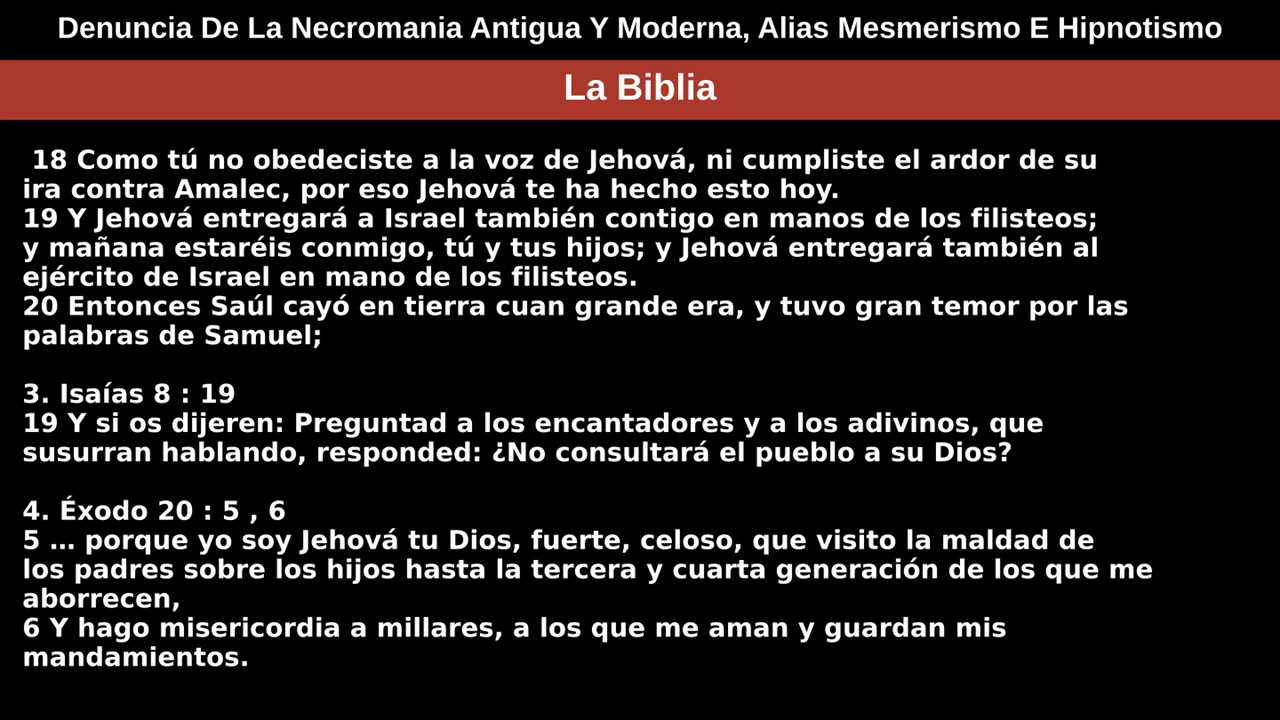 Denuncia De La Necromania Antigua Y Moderna, Alias Mesmerismo E Hipnotismo
La Biblia
18 Como tú no obedeciste a la voz de Jehová, ni cumpliste el ardor de su
ira contra Amalec, por eso Jehová te ha hecho esto hoy.
19 Y Jehová entregará a Israel también contigo en manos de los filisteos;
y mañana estaréis conmigo, tú y tus hijos; y Jehová entregará también al
ejército de Israel en mano de los filisteos.
20 Entonces Saúl cayó en tierra cuan grande era, y tuvo gran temor por las
palabras de Samuel;
3. Isaías 8 : 19
19 Y si os dijeren: Preguntad a los encantadores y a los adivinos, que
susurran hablando, responded: ¿No consultará el pueblo a su Dios?
4. Éxodo 20 : 5 , 6
5 … porque yo soy Jehová tu Dios, fuerte, celoso, que visito la maldad de
los padres sobre los hijos hasta la tercera y cuarta generación de los que me
aborrecen,
6 Y hago misericordia a millares, a los que me aman y guardan mis
mandamientos.